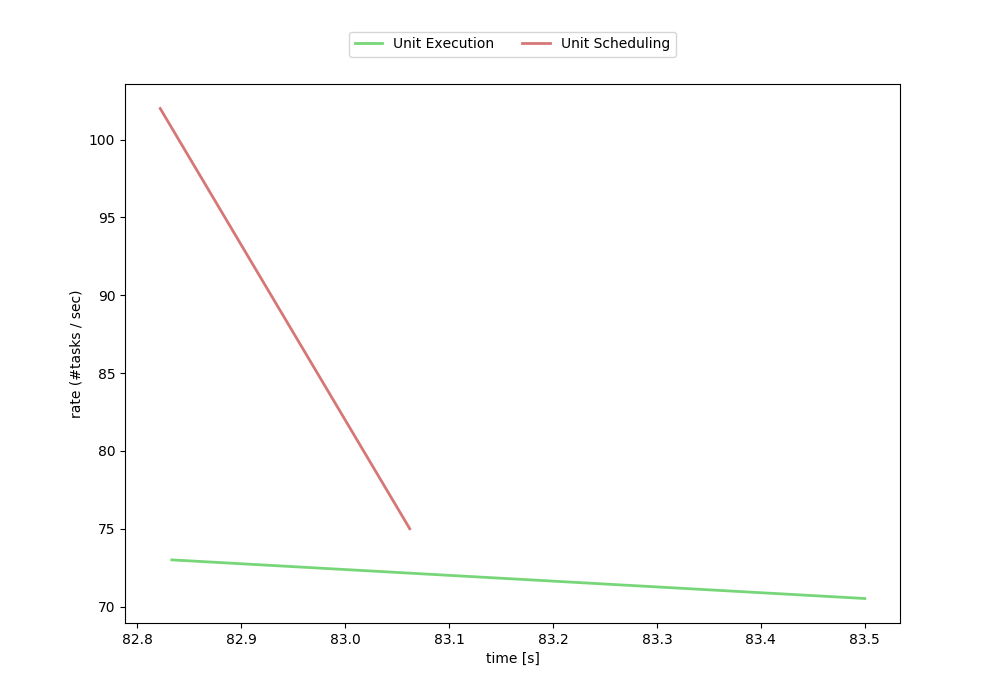 Unit Execution Unit Scheduling
100
95
90
85
80
75
70
rate (#tasks / sec)
82.8 82.9 83.0 83.1 83.2 83.3 83.4 83.5
time [s]